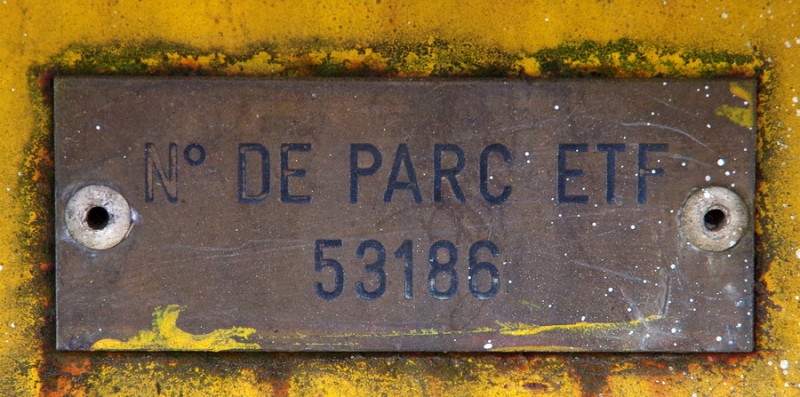 N° DE PARC ETF
53186